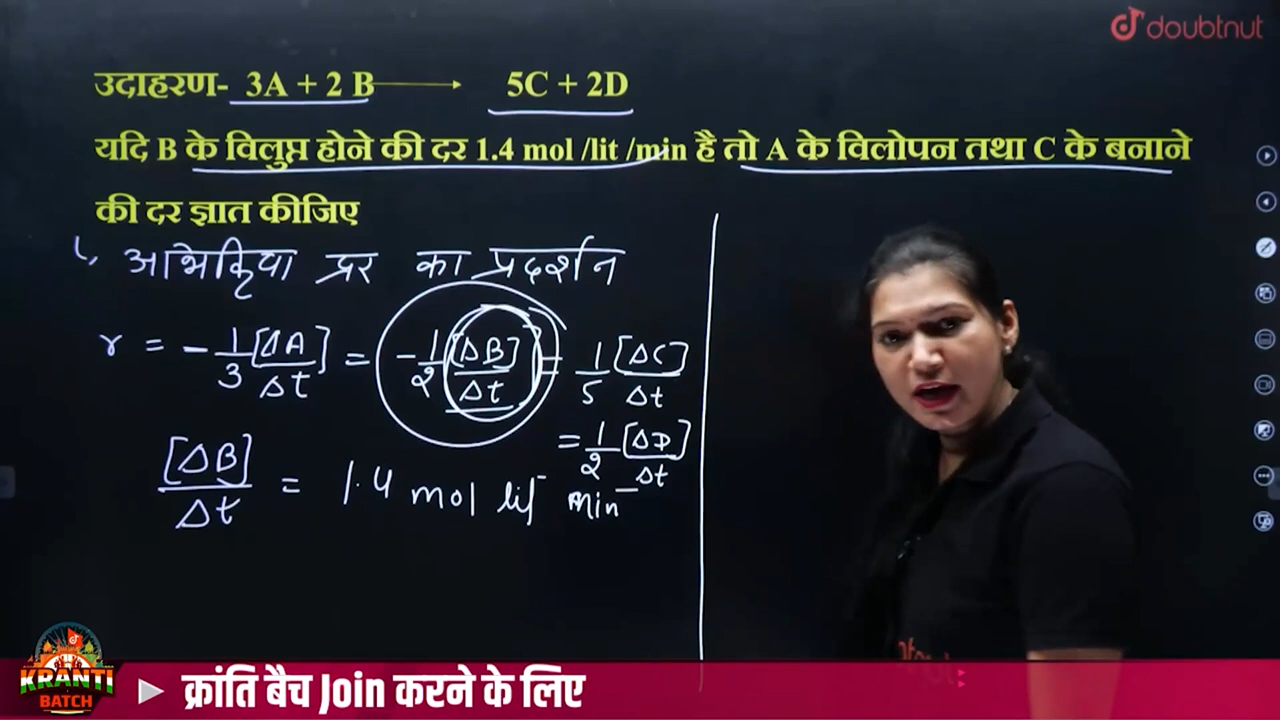 doubtnut
उदाहरण- 3A + 2 B → 5C + 2D
यदि B के विलुप्त होने की दर 1.4 mol /lit /min है तो A के विलोपन तथा C के बनाने
की दर ज्ञात कीजिए
अभिक्रिया दर का प्रदर्शन
r = - 1/3 [ΔA]/Δt = - 1/2 [ΔB]/Δt = 1/5 [ΔC]/Δt
= 1/2 [ΔD]/Δt
[ΔB]/Δt = 1.4 mol lit⁻ min⁻
KRANTI
BATCH
क्रांति बैच Join करने के लिए